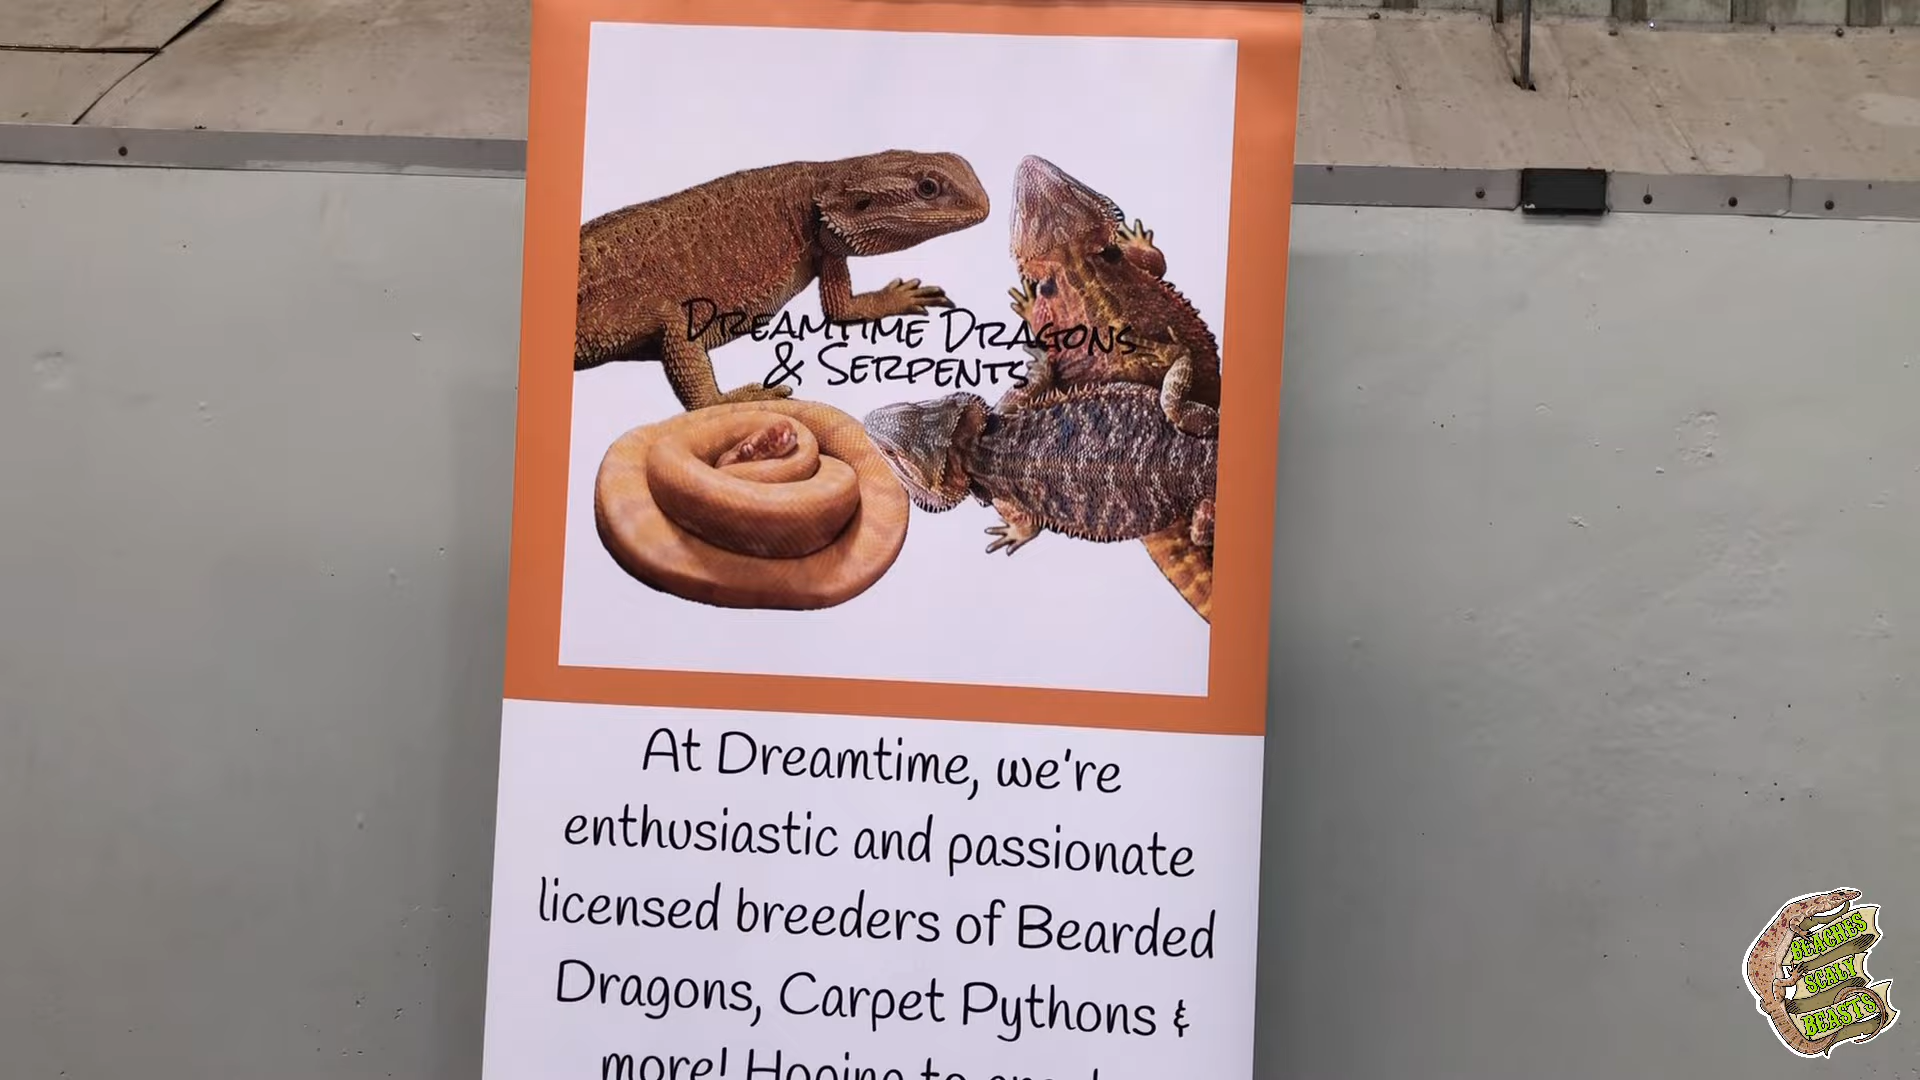 DREAMTIME DRAGONS
& SERPENTS
At Dreamtime, we're
enthusiastic and passionate
licensed breeders of Bearded
Dragons, Carpet Pythons &
more! Hoping to
BEACHES
SCALY
BEASTS